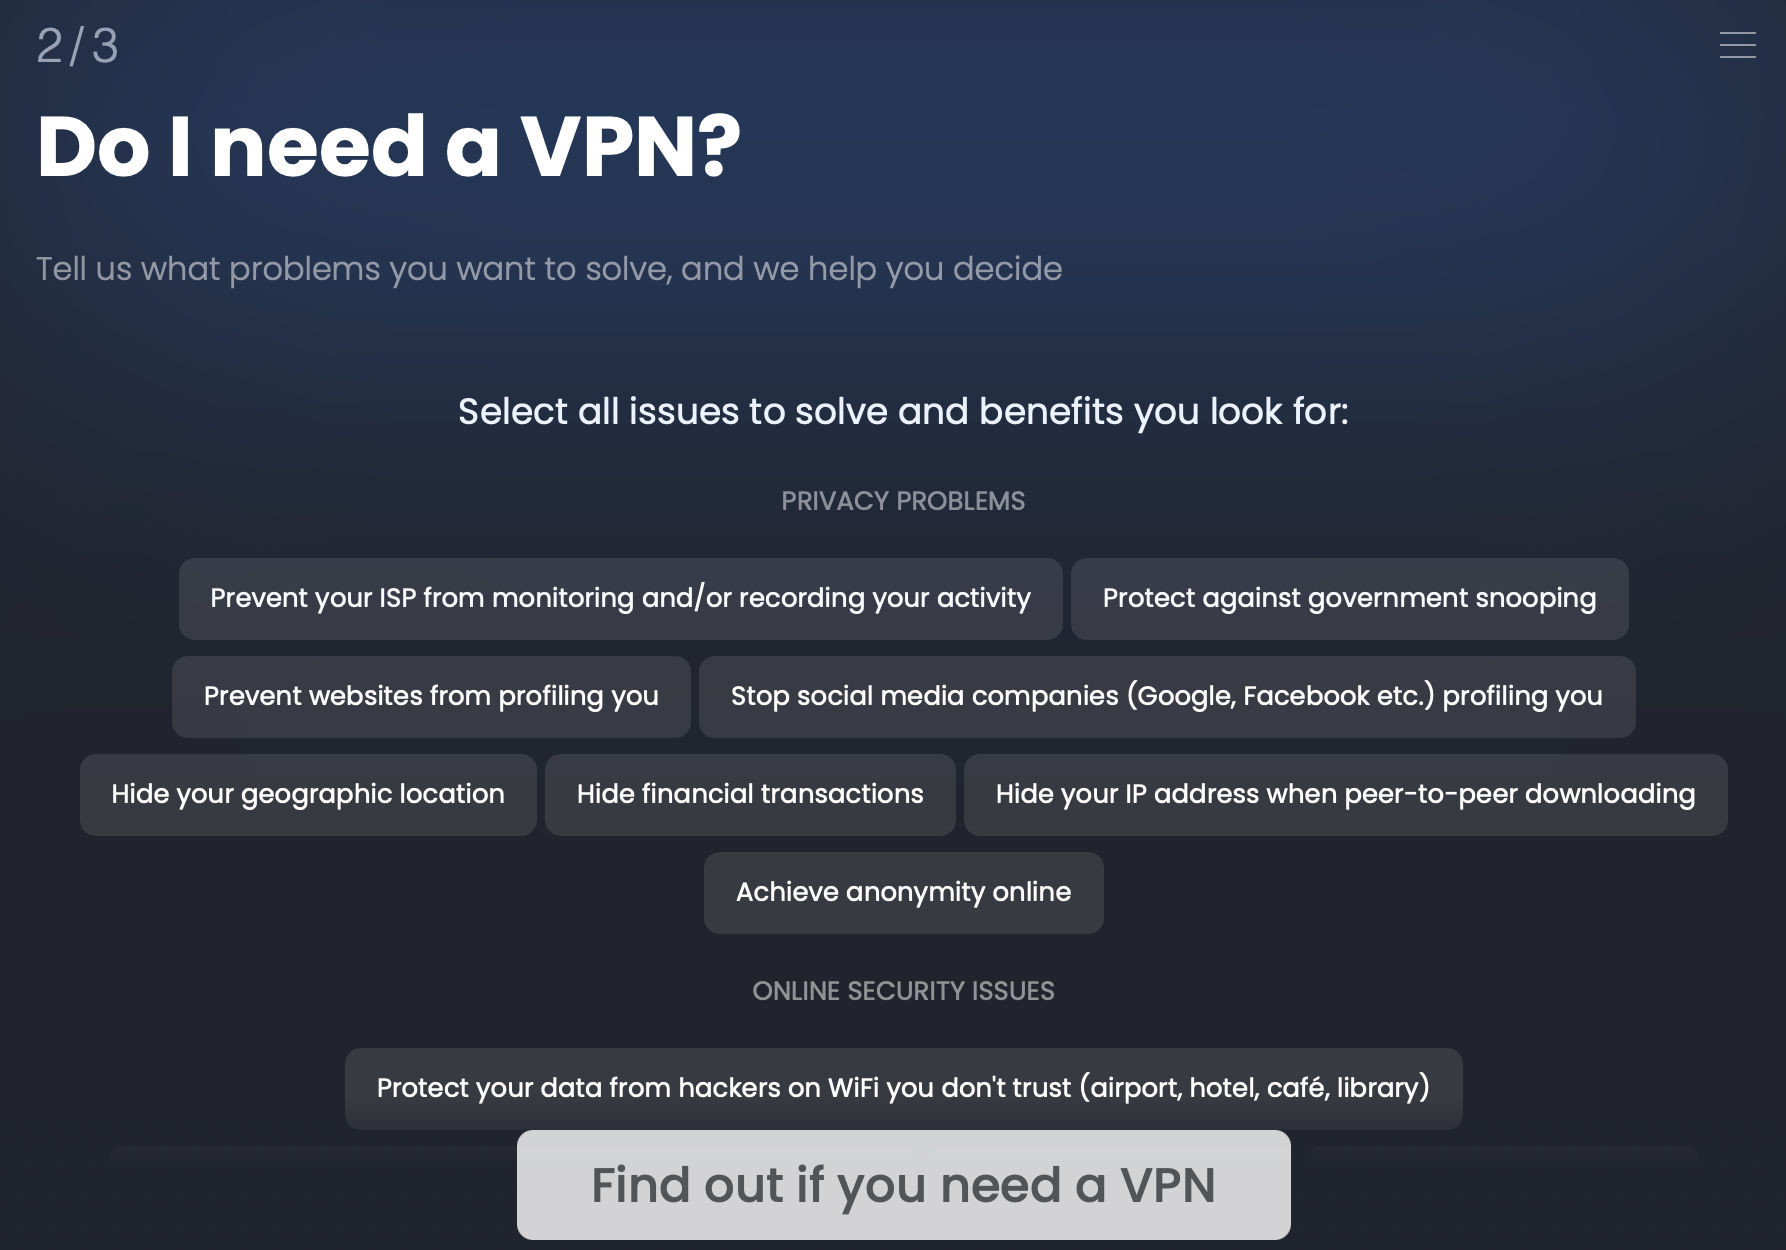 2/3
Do I need a VPN?
Tell us what problems you want to solve, and we help you decide
Select all issues to solve and benefits you look for:
PRIVACY PROBLEMS
Prevent your ISP from monitoring and/or recording your activity
Protect against government snooping
Prevent websites from profiling you
Stop social media companies (Google, Facebook etc.) profiling you
Hide your geographic location
Hide financial transactions
Hide your IP address when peer-to-peer downloading
Achieve anonymity online
ONLINE SECURITY ISSUES
Protect your data from hackers on WiFi you don't trust (airport, hotel, café, library)
Find out if you need a VPN